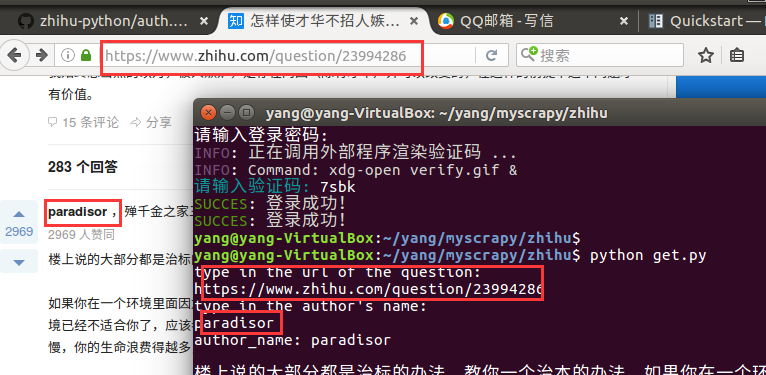 zhihu-python/auth....
怎样使才华不招人嫉...
QQ邮箱 - 写信
Quickstart —
https://www.zhihu.com/question/23994286
搜索
有价值。
15 条评论
分享
283 个回答
2969
paradisor ,
2969 人赞同
楼上说的大部分都是治标
如果你在一个环境里面因
境已经不适合你了，应该
慢，你的生命浪费得越多
yang@yang-VirtualBox: ~/yang/myscrapy/zhihu
请输入登录密码:
INFO: 正在调用外部程序渲染验证码 ...
INFO: Command: xdg-open verify.gif &
请输入验证码: 7sbk
SUCCES: 登录成功!
SUCCES: 登录成功!
yang@yang-VirtualBox:~/yang/myscrapy/zhihu$
yang@yang-VirtualBox:~/yang/myscrapy/zhihu$ python get.py
type in the url of the question:
https://www.zhihu.com/question/23994286
type in the author's name:
paradisor
author_name: paradisor
楼上说的大部分都是治标的办法，教你一个治本的办法，如果你在一个环